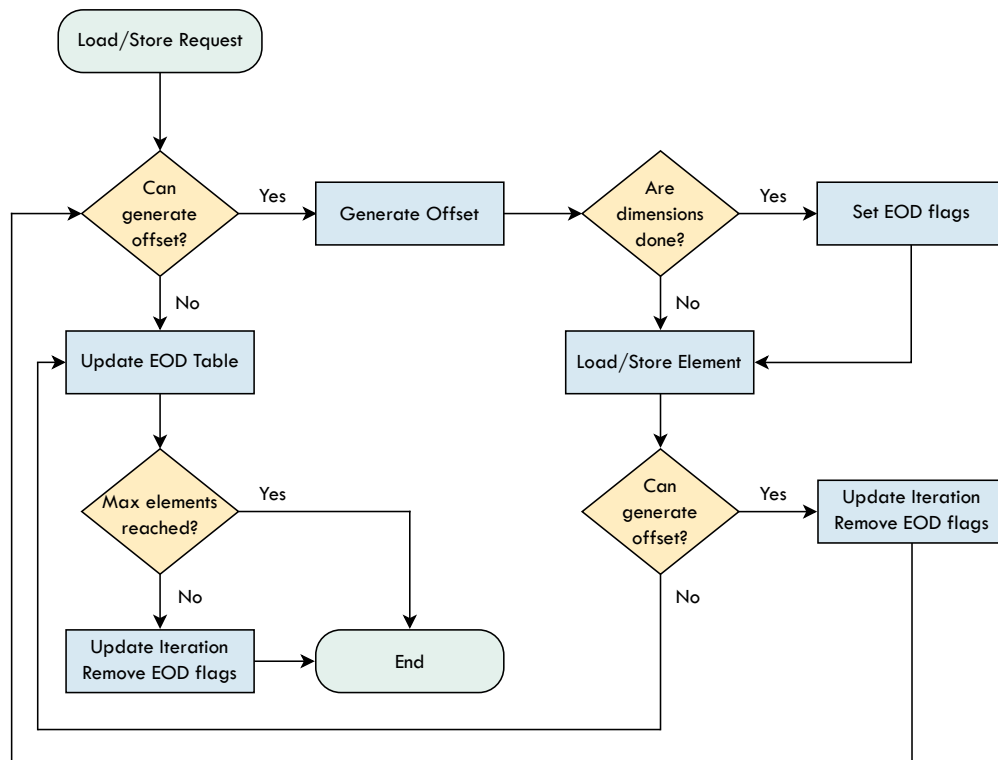 Load/Store Request
Can
generate
offset?
Yes
Generate Offset
Are
dimensions
done?
Yes
Set EOD flags
No
No
Update EOD Table
Load/Store Element
Max elements
reached?
Yes
Can
generate
offset?
Yes
Update Iteration
Remove EOD flags
No
No
Update Iteration
Remove EOD flags
End